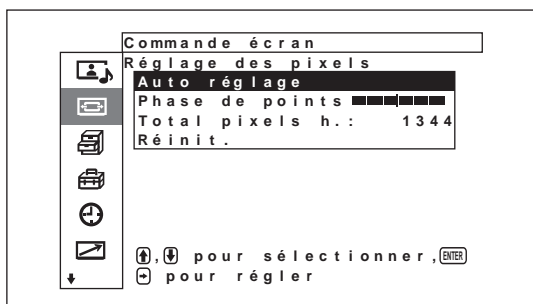 Commande écran
Réglage des pixels
Auto réglage
Phase de points
Total pixels h.: 1344
Réinit.
, pour sélectionner, ENTER
pour régler